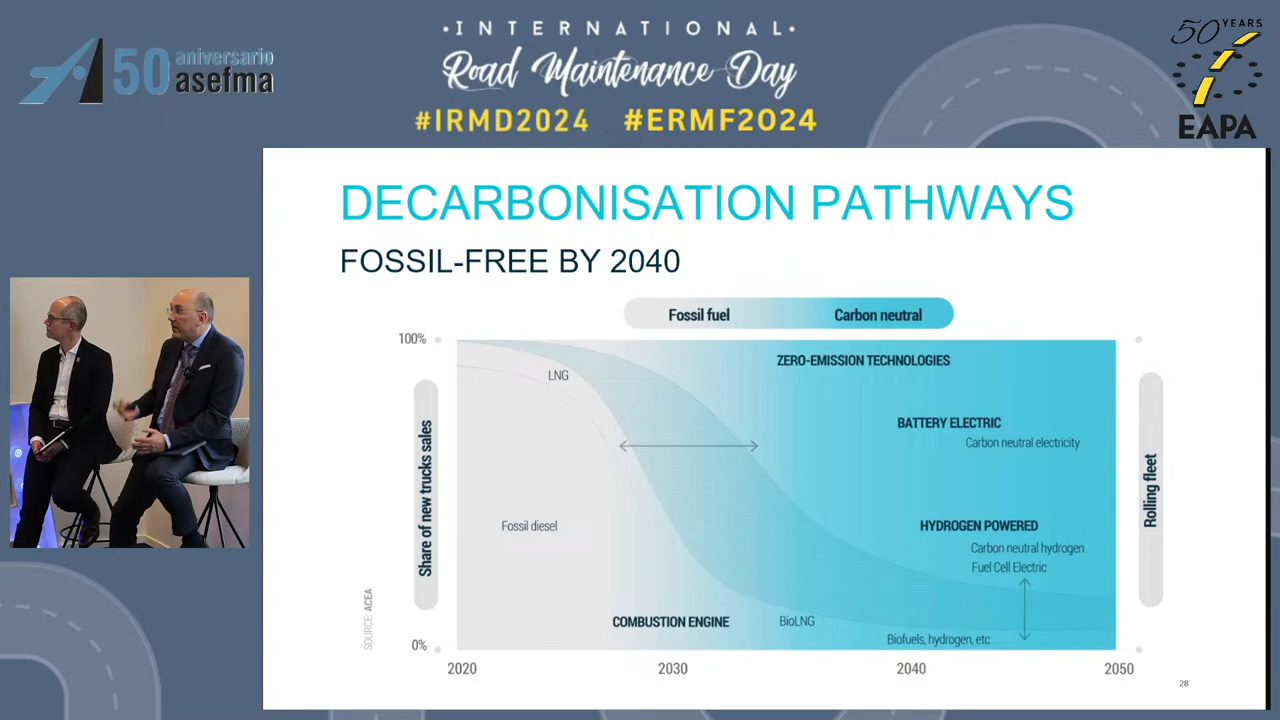 50 aniversario
asefma
·INTERNATIONAL·
Road Maintenance Day
#IRMD2024 #ERMF2024
50 YEARS
EAPA
DECARBONISATION PATHWAYS
FOSSIL-FREE BY 2040
Fossil fuel
Carbon neutral
100%
ZERO-EMISSION TECHNOLOGIES
LNG
BATTERY ELECTRIC
Carbon neutral electricity
Share of new trucks sales
Rolling fleet
Fossil diesel
HYDROGEN POWERED
Carbon neutral hydrogen
Fuel Cell Electric
SOURCE: ACEA
COMBUSTION ENGINE
BioLNG
Biofuels, hydrogen, etc
0%
2020
2030
2040
2050
28